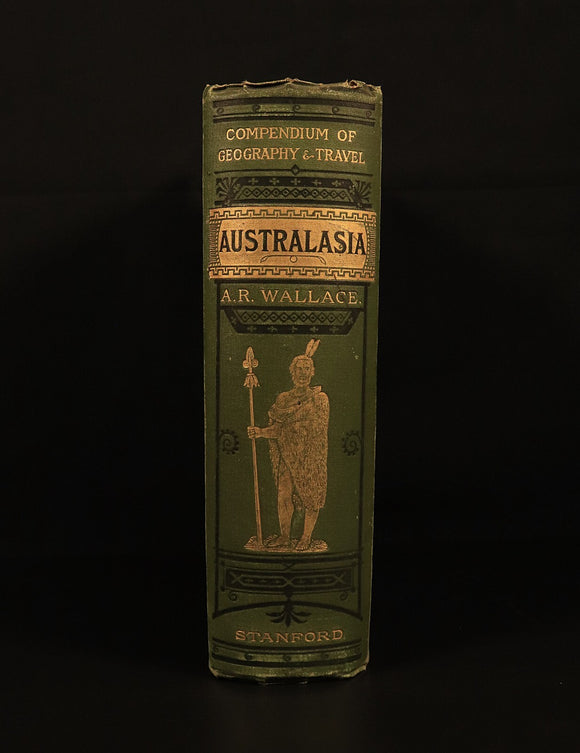 COMPENDIUM OF
GEOGRAPHY & TRAVEL
AUSTRALASIA
A.R. WALLACE.
STANFORD.